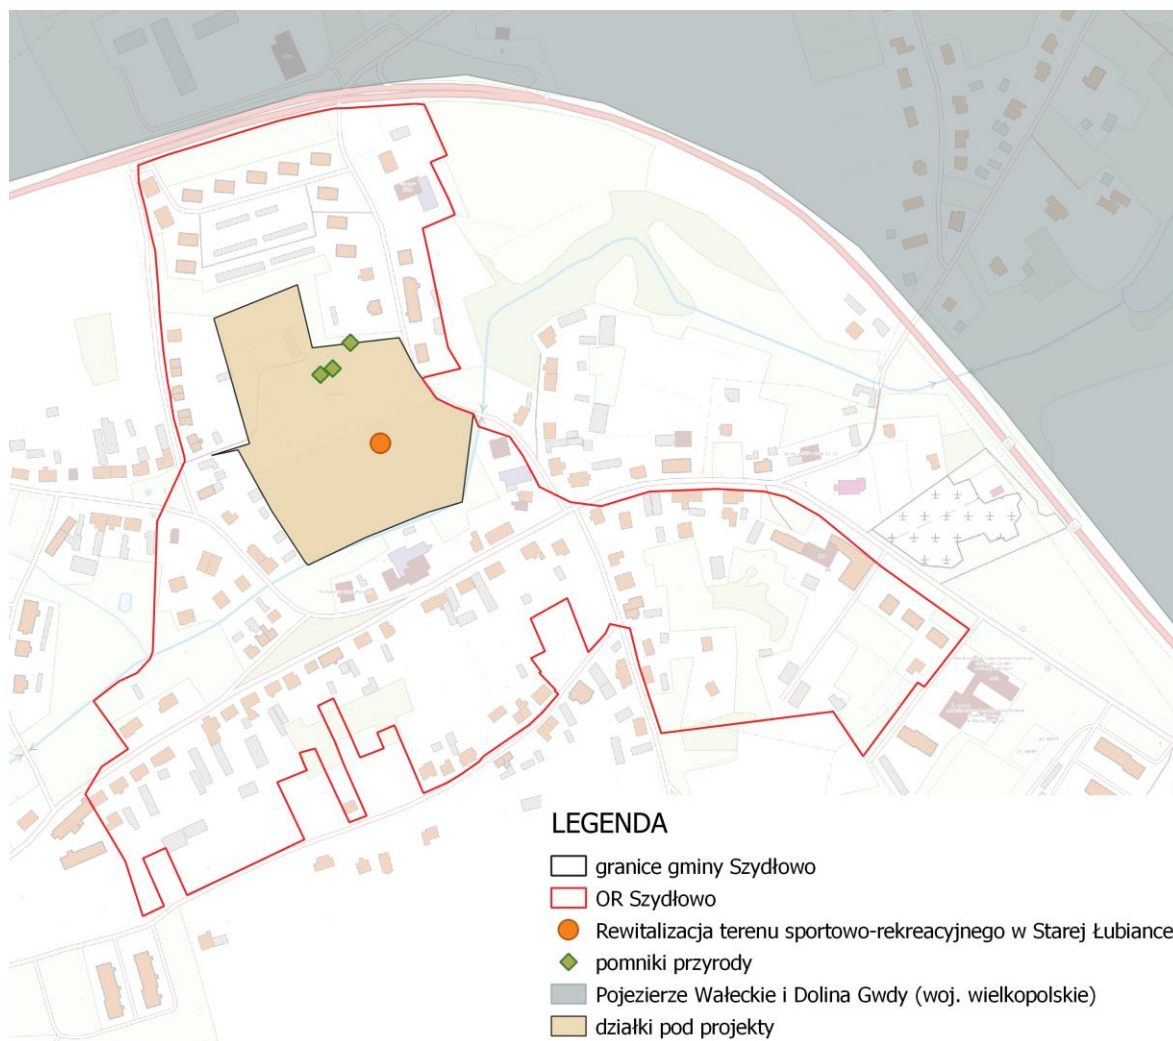 LEGENDA
granice gminy Szydłowo
OR Szydłowo
Rewitalizacja terenu sportowo-rekreacyjnego w Starej Łubiance
pomniki przyrody
Pojezierze Wałeckie i Dolina Gwdy (woj. wielkopolskie)
działki pod projekty